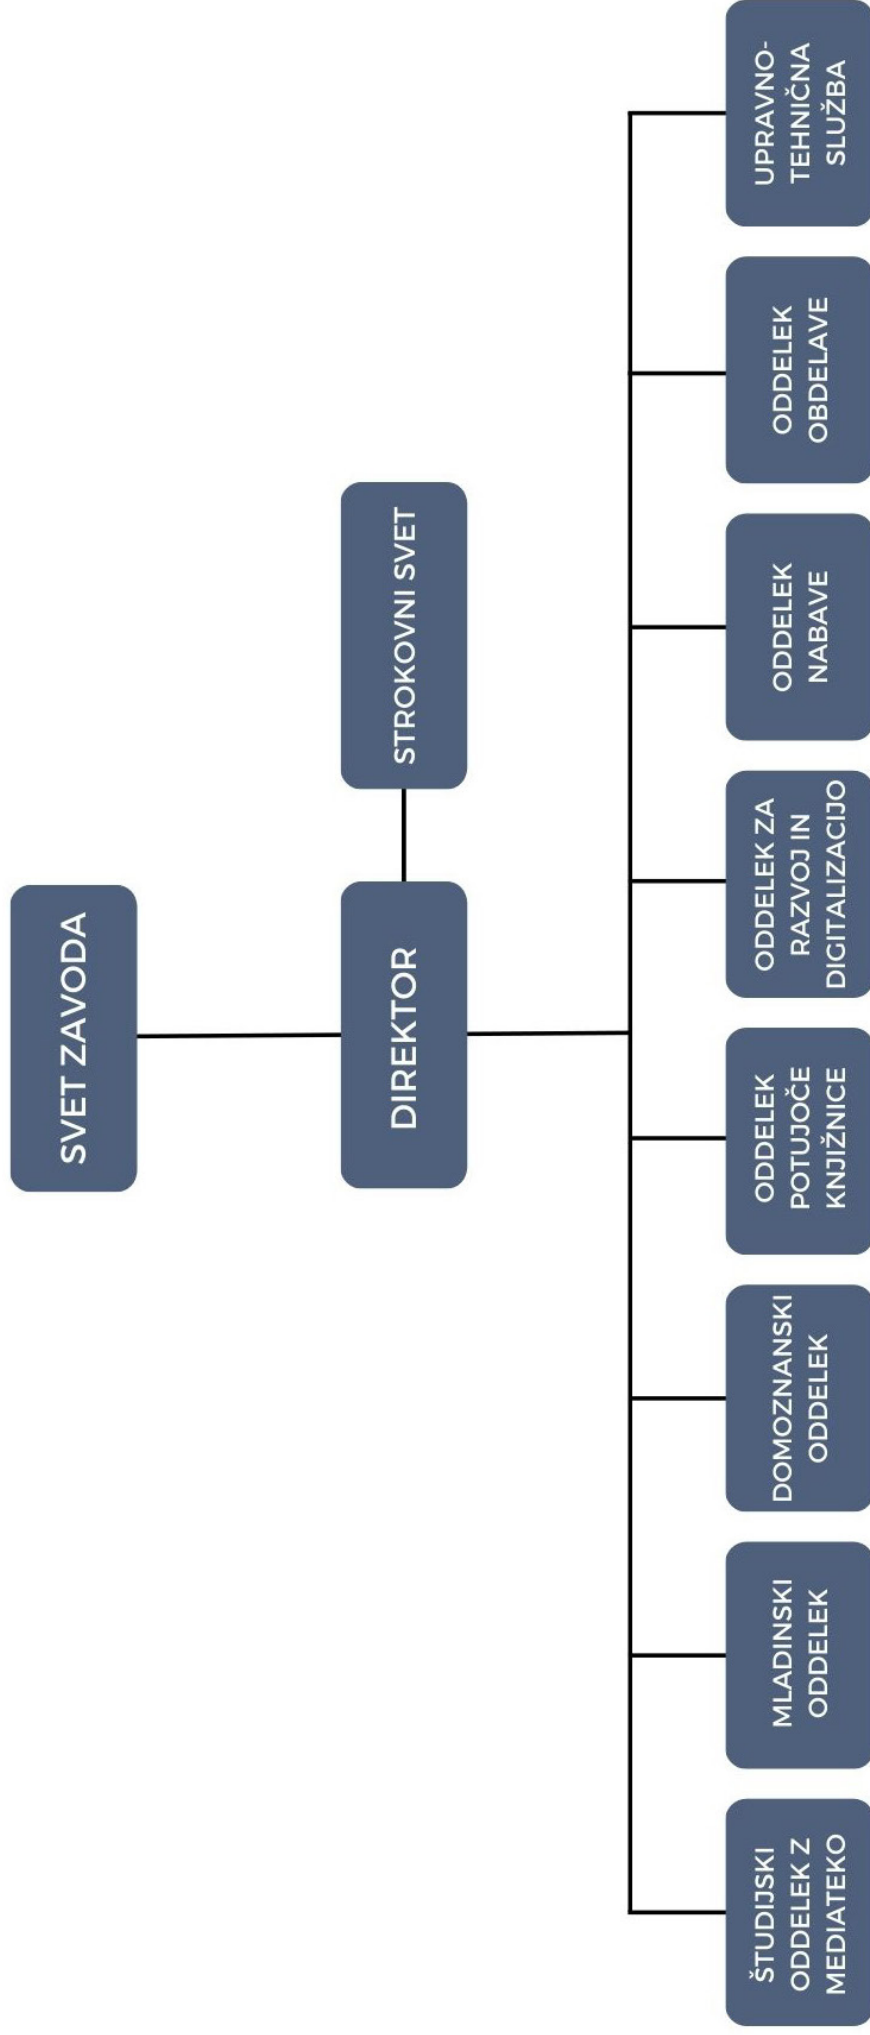 SVET ZAVODA
DIREKTOR
STROKOVNI SVET
ŠTUDIJSKI
ODDELEK Z
MEDIATEKO
MLADINSKI
ODDELEK
DOMOZNANSKI
ODDELEK
ODDELEK
POTUJOČE
KNJIŽNICE
ODDELEK ZA
RAZVOJ IN
DIGITALIZACIJO
ODDELEK
NABAVE
ODDELEK
OBDELAVE
UPRAVNO-
TEHNIČNA
SLUŽBA